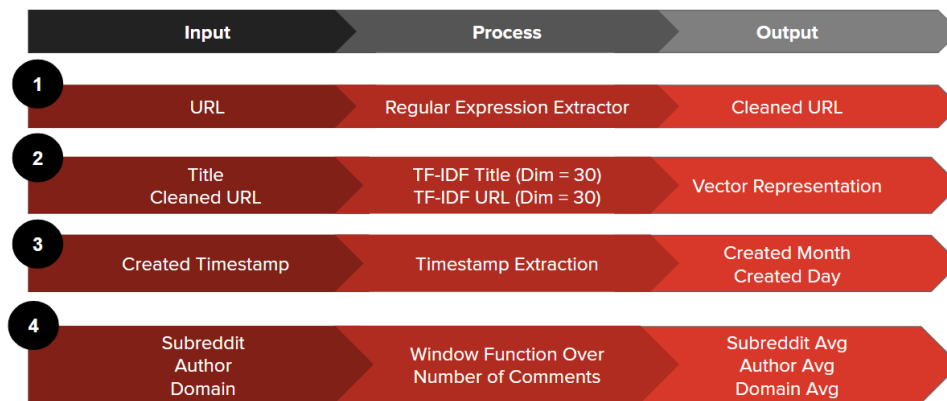 Input
Process
Output
1
URL
Regular Expression Extractor
Cleaned URL
2
Title
Cleaned URL
TF-IDF Title (Dim = 30)
TF-IDF URL (Dim = 30)
Vector Representation
3
Created Timestamp
Timestamp Extraction
Created Month
Created Day
4
Subreddit
Author
Domain
Window Function Over
Number of Comments
Subreddit Avg
Author Avg
Domain Avg